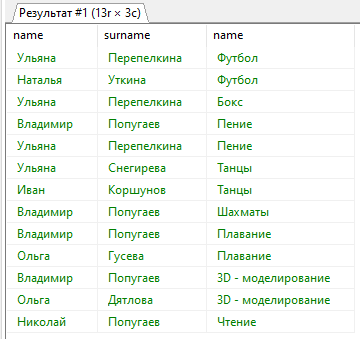 Результат #1 (13r × 3c)
name surname name
Ульяна Перепелкина Футбол
Наталья Уткина Футбол
Ульяна Перепелкина Бокс
Владимир Попугаев Пение
Ульяна Перепелкина Пение
Ульяна Снегирева Танцы
Иван Коршунов Танцы
Владимир Попугаев Шахматы
Владимир Попугаев Плавание
Ольга Гусева Плавание
Владимир Попугаев 3D - моделирование
Ольга Дятлова 3D - моделирование
Николай Попугаев Чтение